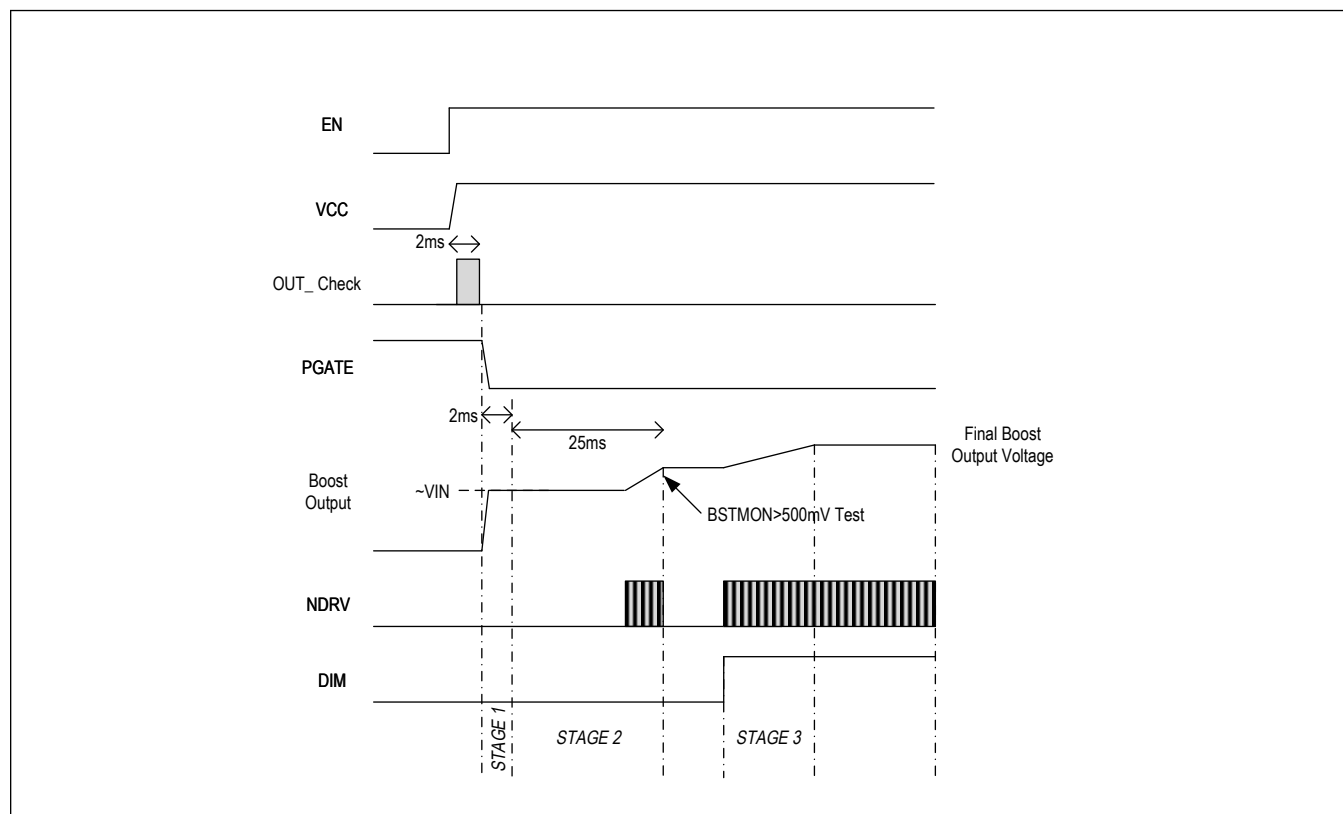 EN
VCC
2ms
OUT_ Check
PGATE
2ms
25ms
Final Boost
Output Voltage
Boost
Output
~VIN
BSTMON>500mV Test
NDRV
DIM
STAGE 1
STAGE 2
STAGE 3